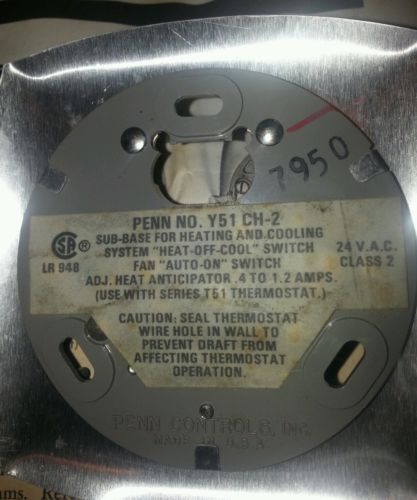 7950
PENN NO. Y51 CH-2
SUB-BASE FOR HEATING AND COOLING
SYSTEM "HEAT-OFF-COOL" SWITCH
FAN "AUTO-ON" SWITCH
ADJ. HEAT ANTICIPATOR .4 TO 1.2 AMPS.
(USE WITH SERIES T51 THERMOSTAT.)
SA ®
LR 948
24 V.A.C.
CLASS 2
CAUTION: SEAL THERMOSTAT
WIRE HOLE IN WALL TO
PREVENT DRAFT FROM
AFFECTING THERMOSTAT
OPERATION.
PENN CONTROLS, INC.
MADE IN U.S.A.